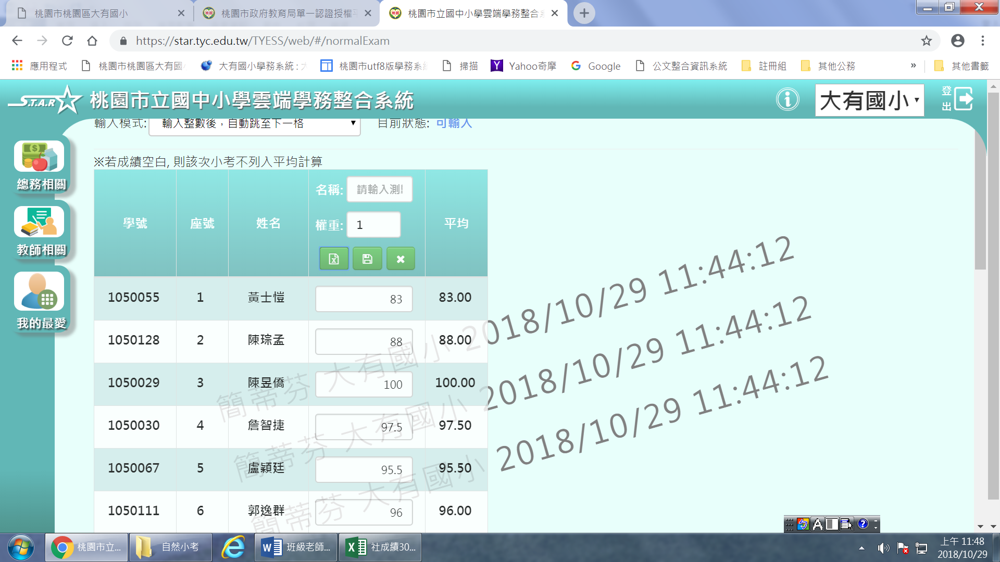 桃園市桃園區大有國小
桃園市政府教育局單一認證授權平
桃園市立國中小學雲端學務整合系
https://star.tyc.edu.tw/TYESS/web/#/normalExam
應用程式 桃園市桃園區大有國 大有國小學務系統 : 桃園市utf8版學務系 掃描 Yahoo奇摩 Google 公文整合資訊系統 註冊組 其他公務 » 其他書籤
S.T.A.R 桃園市立國中小學雲端學務整合系統 大有國小 登出
輸入模式: 輸入整數後，自動跳至下一格 目前狀態: 可輸入
總務相關
教師相關
我的最愛
※若成績空白, 則該次小考不列入平均計算
名稱: 請輸入測
學號 座號 姓名 權重: 1 平均
1050055 1 黃士愷 83 83.00
1050128 2 陳琮孟 88 88.00
1050029 3 陳昱僑 100 100.00
1050030 4 詹智捷 97.5 97.50
1050067 5 盧穎廷 95.5 95.50
1050111 6 郭逸群 96 96.00
簡蒂芬 大有國小 2018/10/29 11:44:12
簡蒂芬 大有國小 2018/10/29 11:44:12
簡蒂芬 大有國小 2018/10/29 11:44:12
桃園市立... 自然小考 班級老師... 社成績30...
上午 11:48
2018/10/29